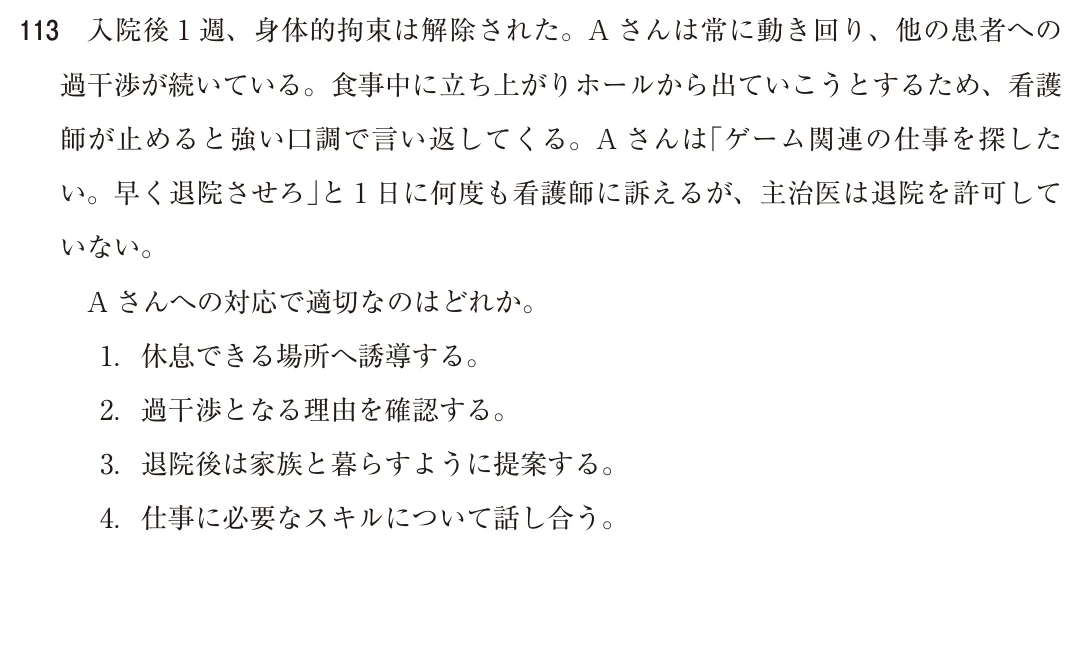 113 入院後1週、身体的拘束は解除された。Aさんは常に動き回り、他の患者への
過干渉が続いている。食事中に立ち上がりホールから出ていこうとするため、看護
師が止めると強い口調で言い返してくる。Aさんは「ゲーム関連の仕事を探した
い。早く退院させろ」と1日に何度も看護師に訴えるが、主治医は退院を許可して
いない。
Aさんへの対応で適切なのはどれか。
1. 休息できる場所へ誘導する。
2. 過干渉となる理由を確認する。
3. 退院後は家族と暮らすように提案する。
4. 仕事に必要なスキルについて話し合う。